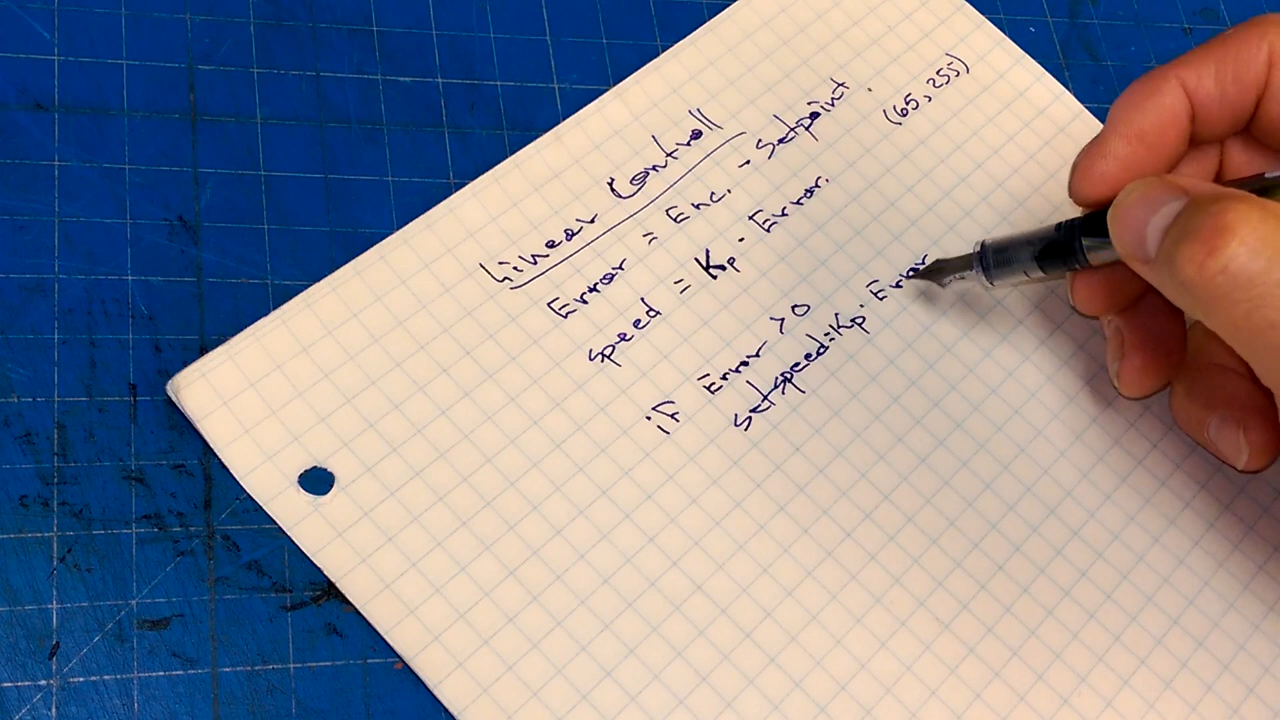 Linear Controll
Error = Enc. - Setpoint.
(65, 255)
Speed = Kp · Error.
if Error > 0
setspeed=Kp·Error